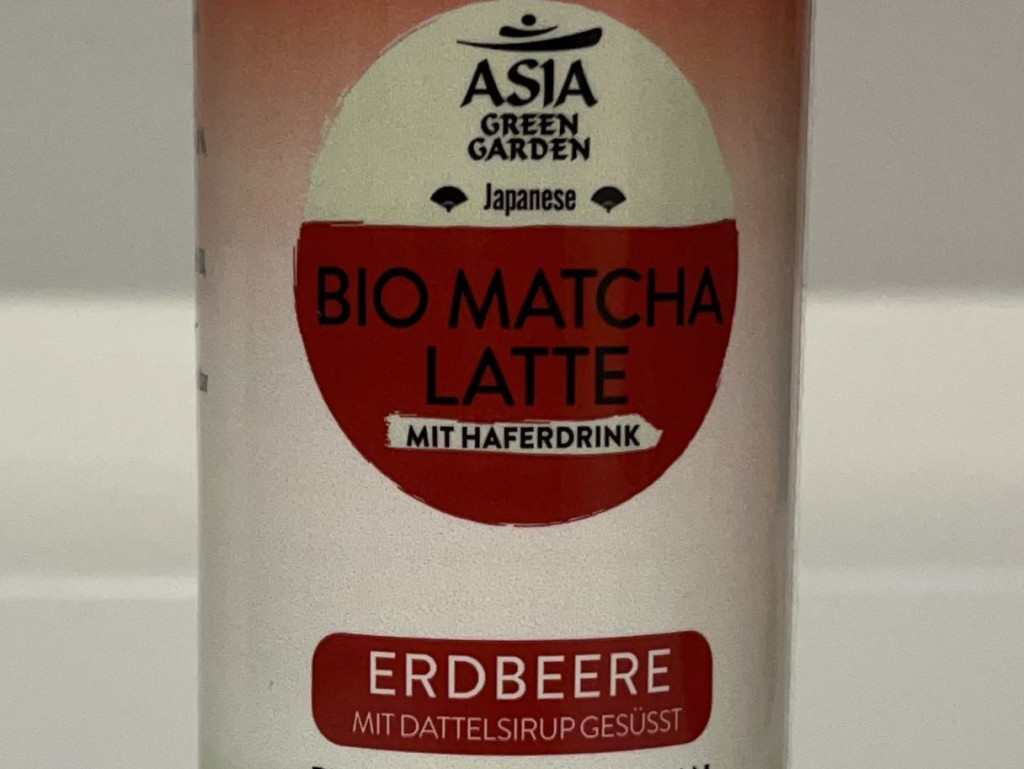 ASIA
GREEN
GARDEN
Japanese
BIO MATCHA
LATTE
MIT HAFERDRINK
ERDBEERE
MIT DATTELSIRUP GESÜSST